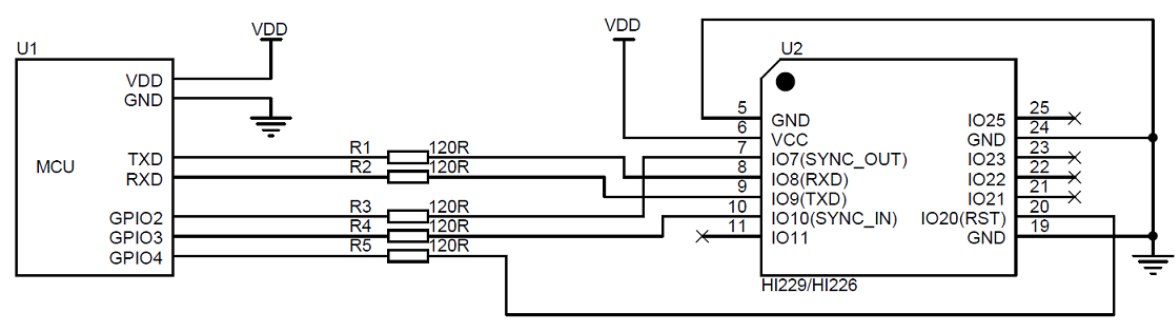 VDD
VDD
U1
U2
VDD
GND
MCU
TXD
RXD
GPIO2
GPIO3
GPIO4
R1 120R
R2 120R
R3 120R
R4 120R
R5 120R
5 GND
6 VCC
7 IO7(SYNC_OUT)
8 IO8(RXD)
9 IO9(TXD)
10 IO10(SYNC_IN)
11 IO11
IO25 25
GND 24
IO23 23
IO22 22
IO21 21
IO20(RST) 20
GND 19
HI229/HI226